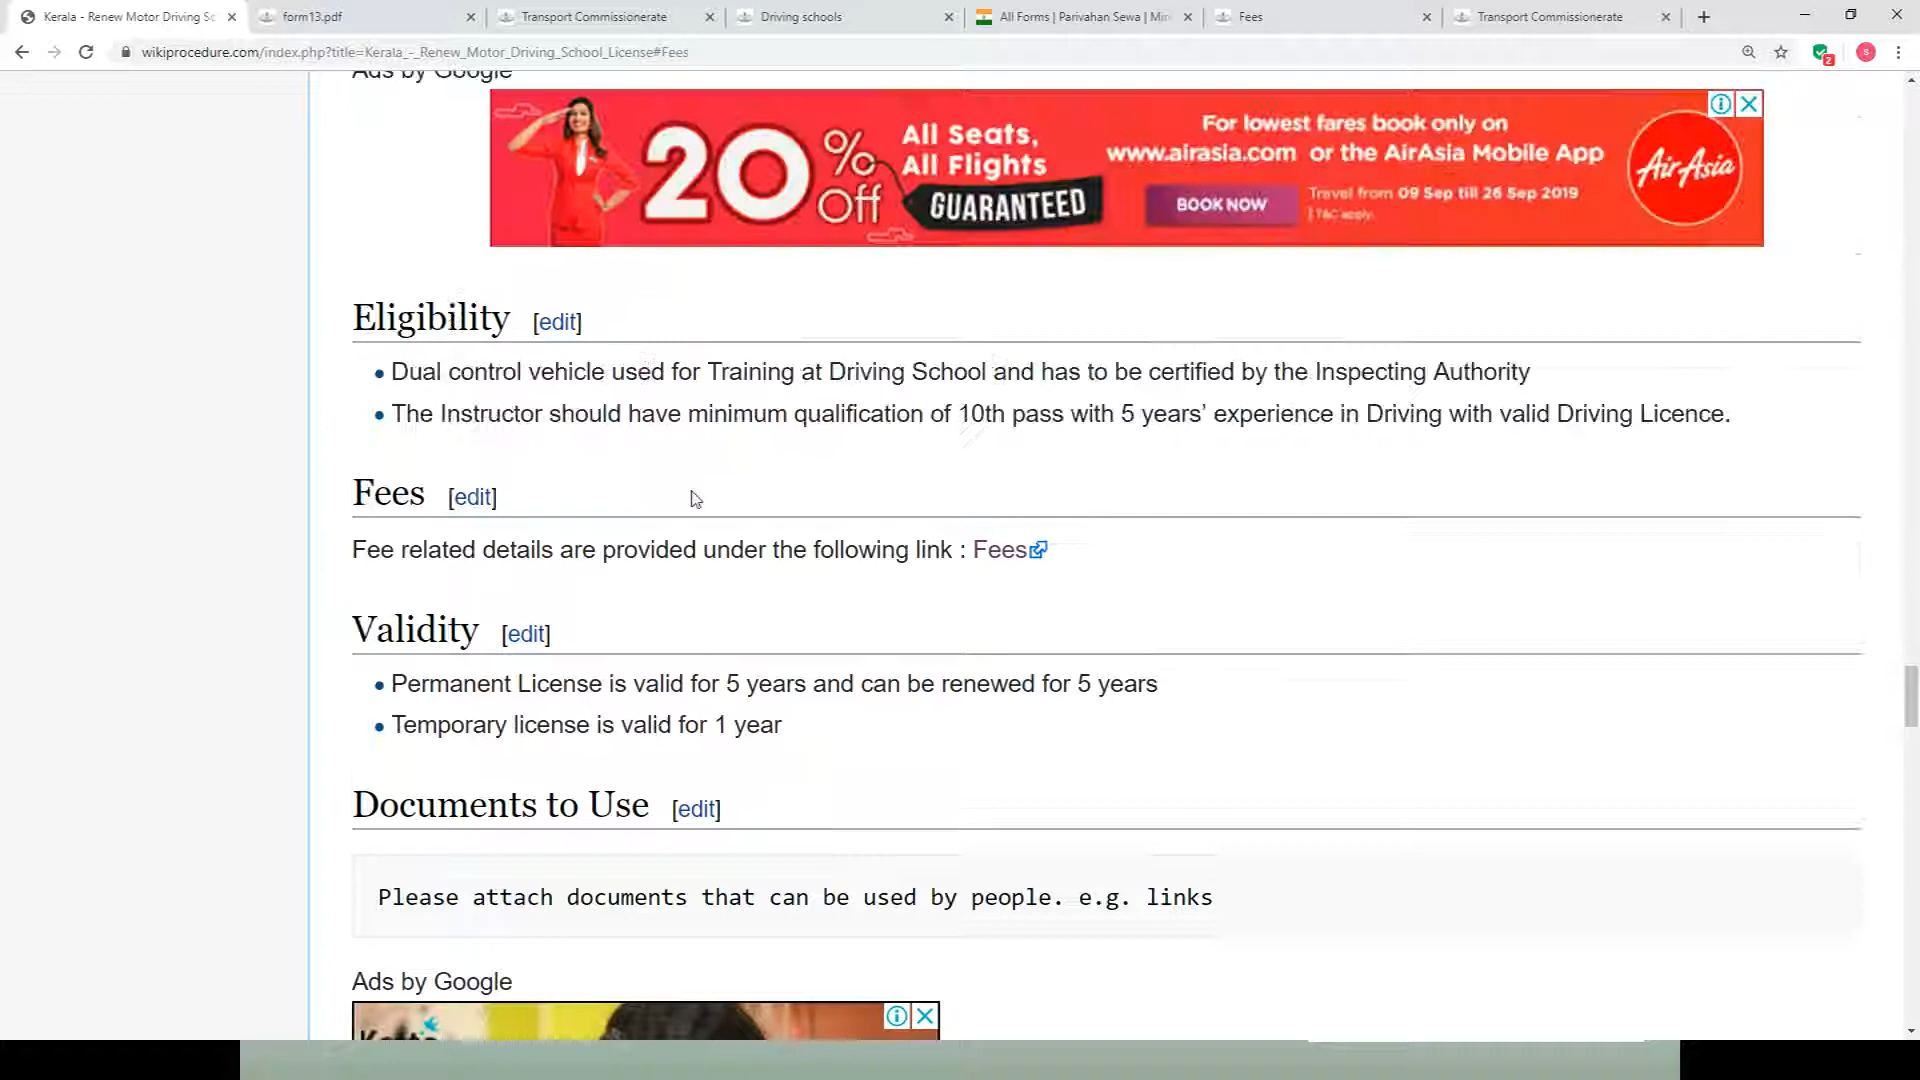 Kerala - Renew Motor Driving Sc
form13.pdf
Transport Commissionerate
Driving schools
All Forms | Parivahan Sewa | Min
Fees
Transport Commissionerate
wikiprocedure.com/index.php?title=Kerala_-_Renew_Motor_Driving_School_License#Fees
2
s
Ads by Google
20% Off
All Seats,
All Flights
GUARANTEED
For lowest fares book only on
www.airasia.com or the AirAsia Mobile App
BOOK NOW
Travel from 09 Sep till 26 Sep 2019
T&C apply.
AirAsia
Eligibility [edit]
• Dual control vehicle used for Training at Driving School and has to be certified by the Inspecting Authority
• The Instructor should have minimum qualification of 10th pass with 5 years’ experience in Driving with valid Driving Licence.
Fees [edit]
Fee related details are provided under the following link : Fees
Validity [edit]
• Permanent License is valid for 5 years and can be renewed for 5 years
• Temporary license is valid for 1 year
Documents to Use [edit]
Please attach documents that can be used by people. e.g. links
Ads by Google